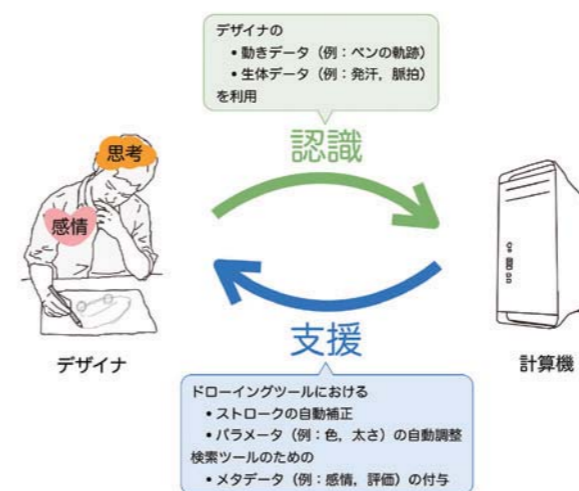 デザイナの
• 動きデータ（例：ペンの軌跡）
• 生体データ（例：発汗，脈拍）
を利用
認識
思考
感情
デザイナ
計算機
支援
ドローイングツールにおける
• ストロークの自動補正
• パラメータ（例：色，太さ）の自動調整
検索ツールのための
• メタデータ（例：感情，評価）の付与